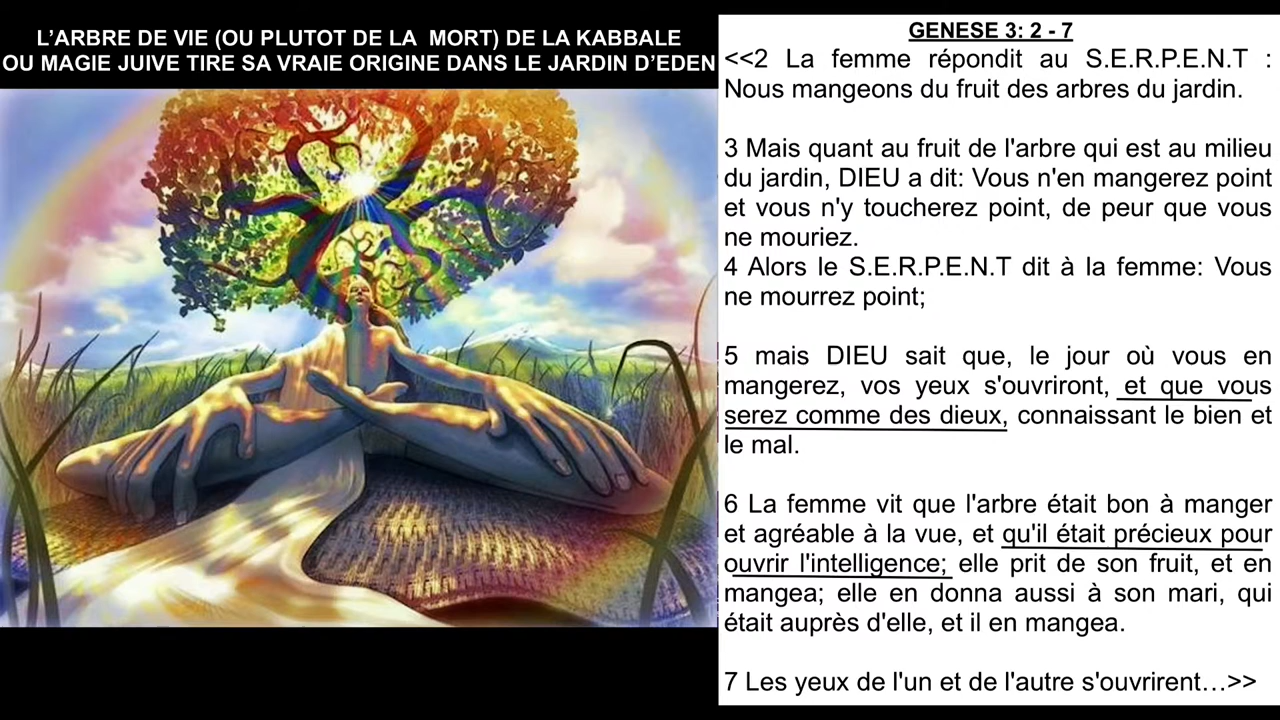 L'ARBRE DE VIE (OU PLUTOT DE LA MORT) DE LA KABBALE
OU MAGIE JUIVE TIRE SA VRAIE ORIGINE DANS LE JARDIN D'EDEN
GENESE 3: 2 - 7
<<2 La femme répondit au S.E.R.P.E.N.T :
Nous mangeons du fruit des arbres du jardin.
3 Mais quant au fruit de l'arbre qui est au milieu
du jardin, DIEU a dit: Vous n'en mangerez point
et vous n'y toucherez point, de peur que vous
ne mouriez.
4 Alors le S.E.R.P.E.N.T dit à la femme: Vous
ne mourrez point;
5 mais DIEU sait que, le jour où vous en
mangerez, vos yeux s'ouvriront, et que vous
serez comme des dieux, connaissant le bien et
le mal.
6 La femme vit que l'arbre était bon à manger
et agréable à la vue, et qu'il était précieux pour
ouvrir l'intelligence; elle prit de son fruit, et en
mangea; elle en donna aussi à son mari, qui
était auprès d'elle, et il en mangea.
7 Les yeux de l'un et de l'autre s'ouvrirent…>>